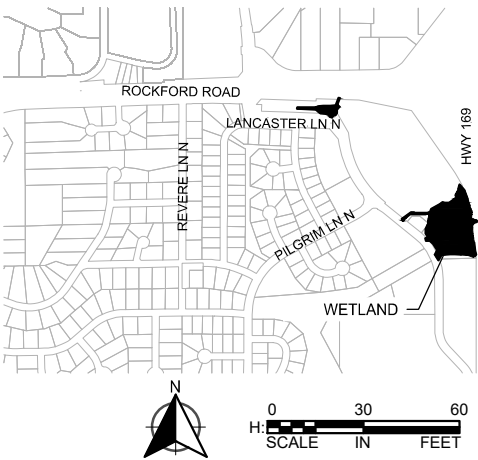 ROCKFORD ROAD
LANCASTER LN N
HWY 169
REVERE LN N
PILGRIM LN N
WETLAND
N
0 30 60
H:
SCALE IN FEET